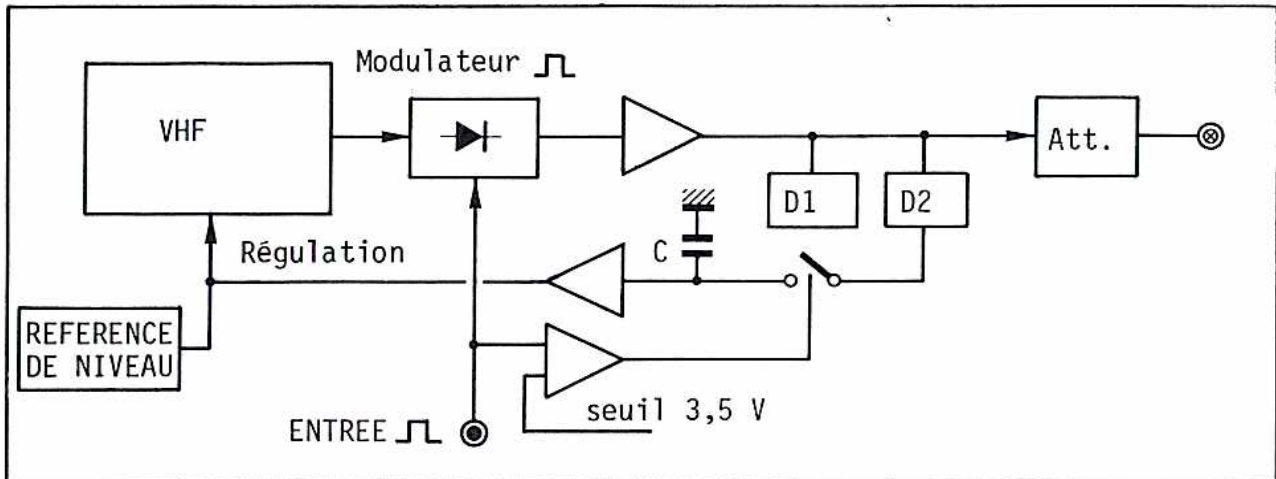 Modulateur
VHF
Att.
D1
D2
C
Régulation
REFERENCE
DE NIVEAU
seuil 3,5 V
ENTREE